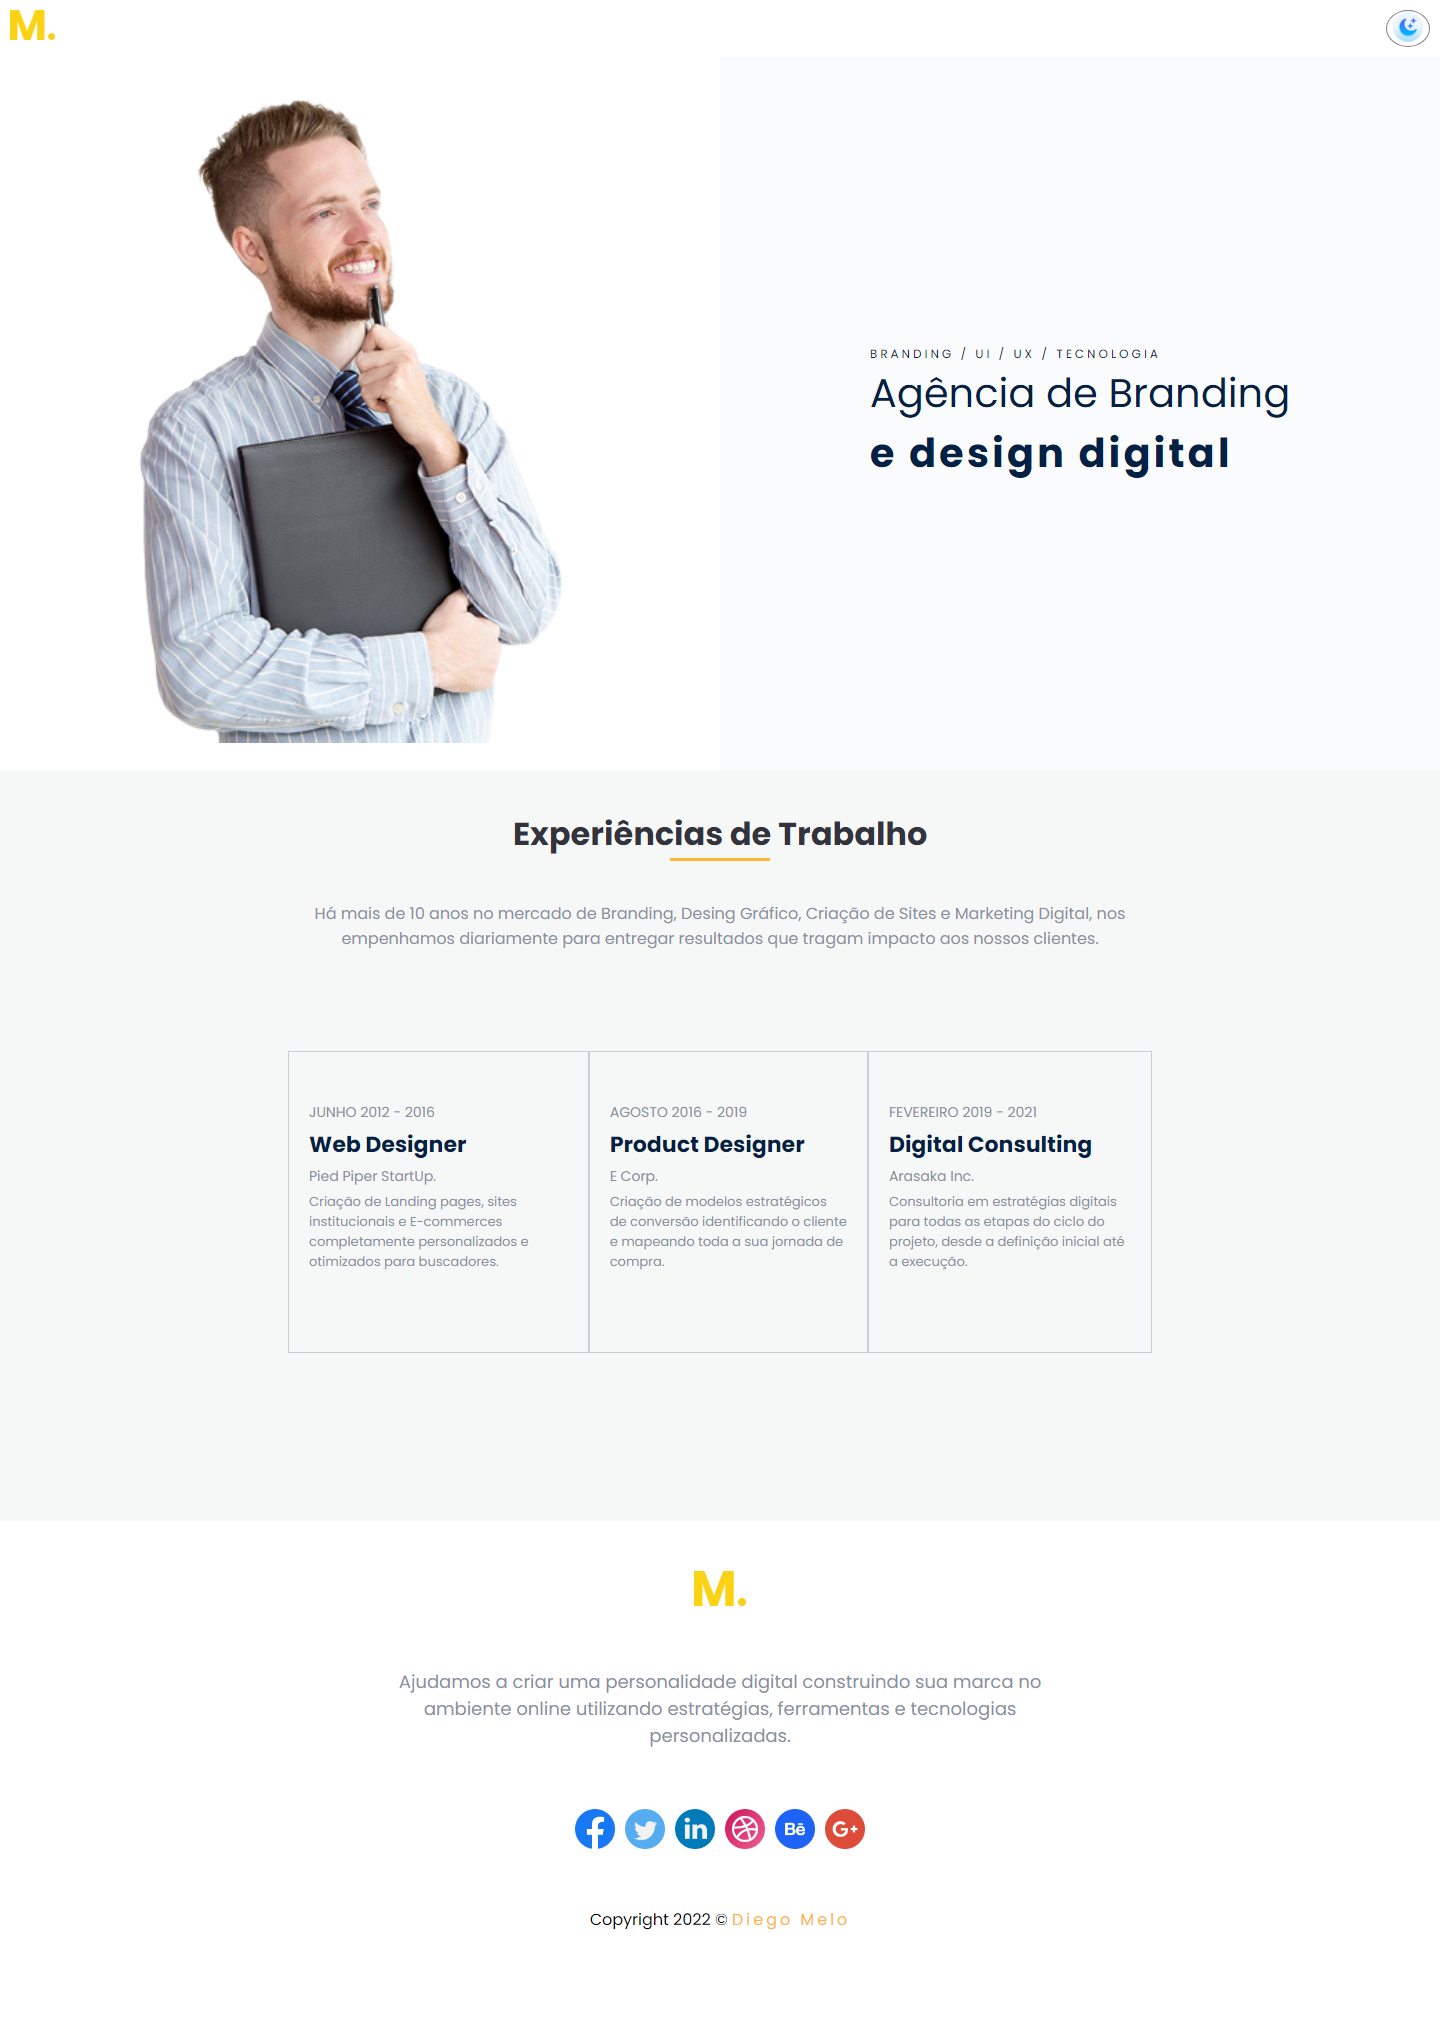 M.
BRANDING / UI / UX / TECNOLOGIA
Agência de Branding
e design digital
Experiências de Trabalho
Há mais de 10 anos no mercado de Branding, Desing Gráfico, Criação de Sites e Marketing Digital, nos
empenhamos diariamente para entregar resultados que tragam impacto aos nossos clientes.
JUNHO 2012 - 2016
Web Designer
Pied Piper StartUp.
Criação de Landing pages, sites
institucionais e E-commerces
completamente personalizados e
otimizados para buscadores.
AGOSTO 2016 - 2019
Product Designer
E Corp.
Criação de modelos estratégicos
de conversão identificando o cliente
e mapeando toda a sua jornada de
compra.
FEVEREIRO 2019 - 2021
Digital Consulting
Arasaka Inc.
Consultoria em estratégias digitais
para todas as etapas do ciclo do
projeto, desde a definição inicial até
a execução.
M.
Ajudamos a criar uma personalidade digital construindo sua marca no
ambiente online utilizando estratégias, ferramentas e tecnologias
personalizadas.
f in Bē G+
Copyright 2022 © Diego Melo